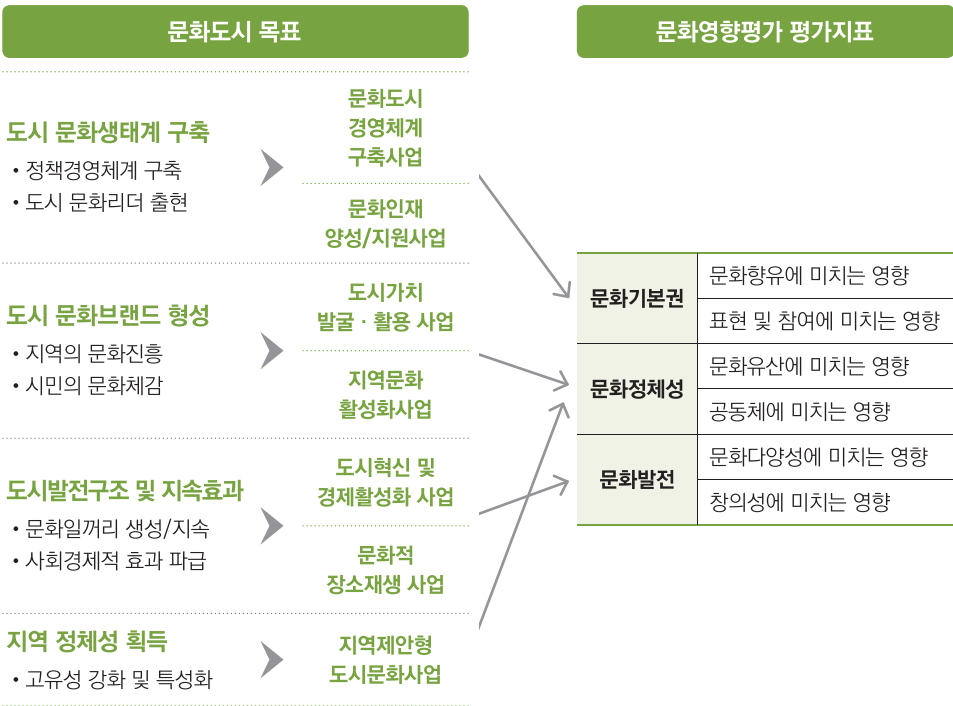 문화도시 목표
문화영향평가 평가지표
도시 문화생태계 구축
• 정책경영체계 구축
• 도시 문화리더 출현
문화도시
경영체계
구축사업
문화인재
양성/지원사업
도시 문화브랜드 형성
• 지역의 문화진흥
• 시민의 문화체감
도시가치
발굴 · 활용 사업
지역문화
활성화사업
도시발전구조 및 지속효과
• 문화일꺼리 생성/지속
• 사회경제적 효과 파급
도시혁신 및
경제활성화 사업
문화적
장소재생 사업
지역 정체성 획득
• 고유성 강화 및 특성화
지역제안형
도시문화사업
문화기본권
문화향유에 미치는 영향
표현 및 참여에 미치는 영향
문화정체성
문화유산에 미치는 영향
공동체에 미치는 영향
문화발전
문화다양성에 미치는 영향
창의성에 미치는 영향